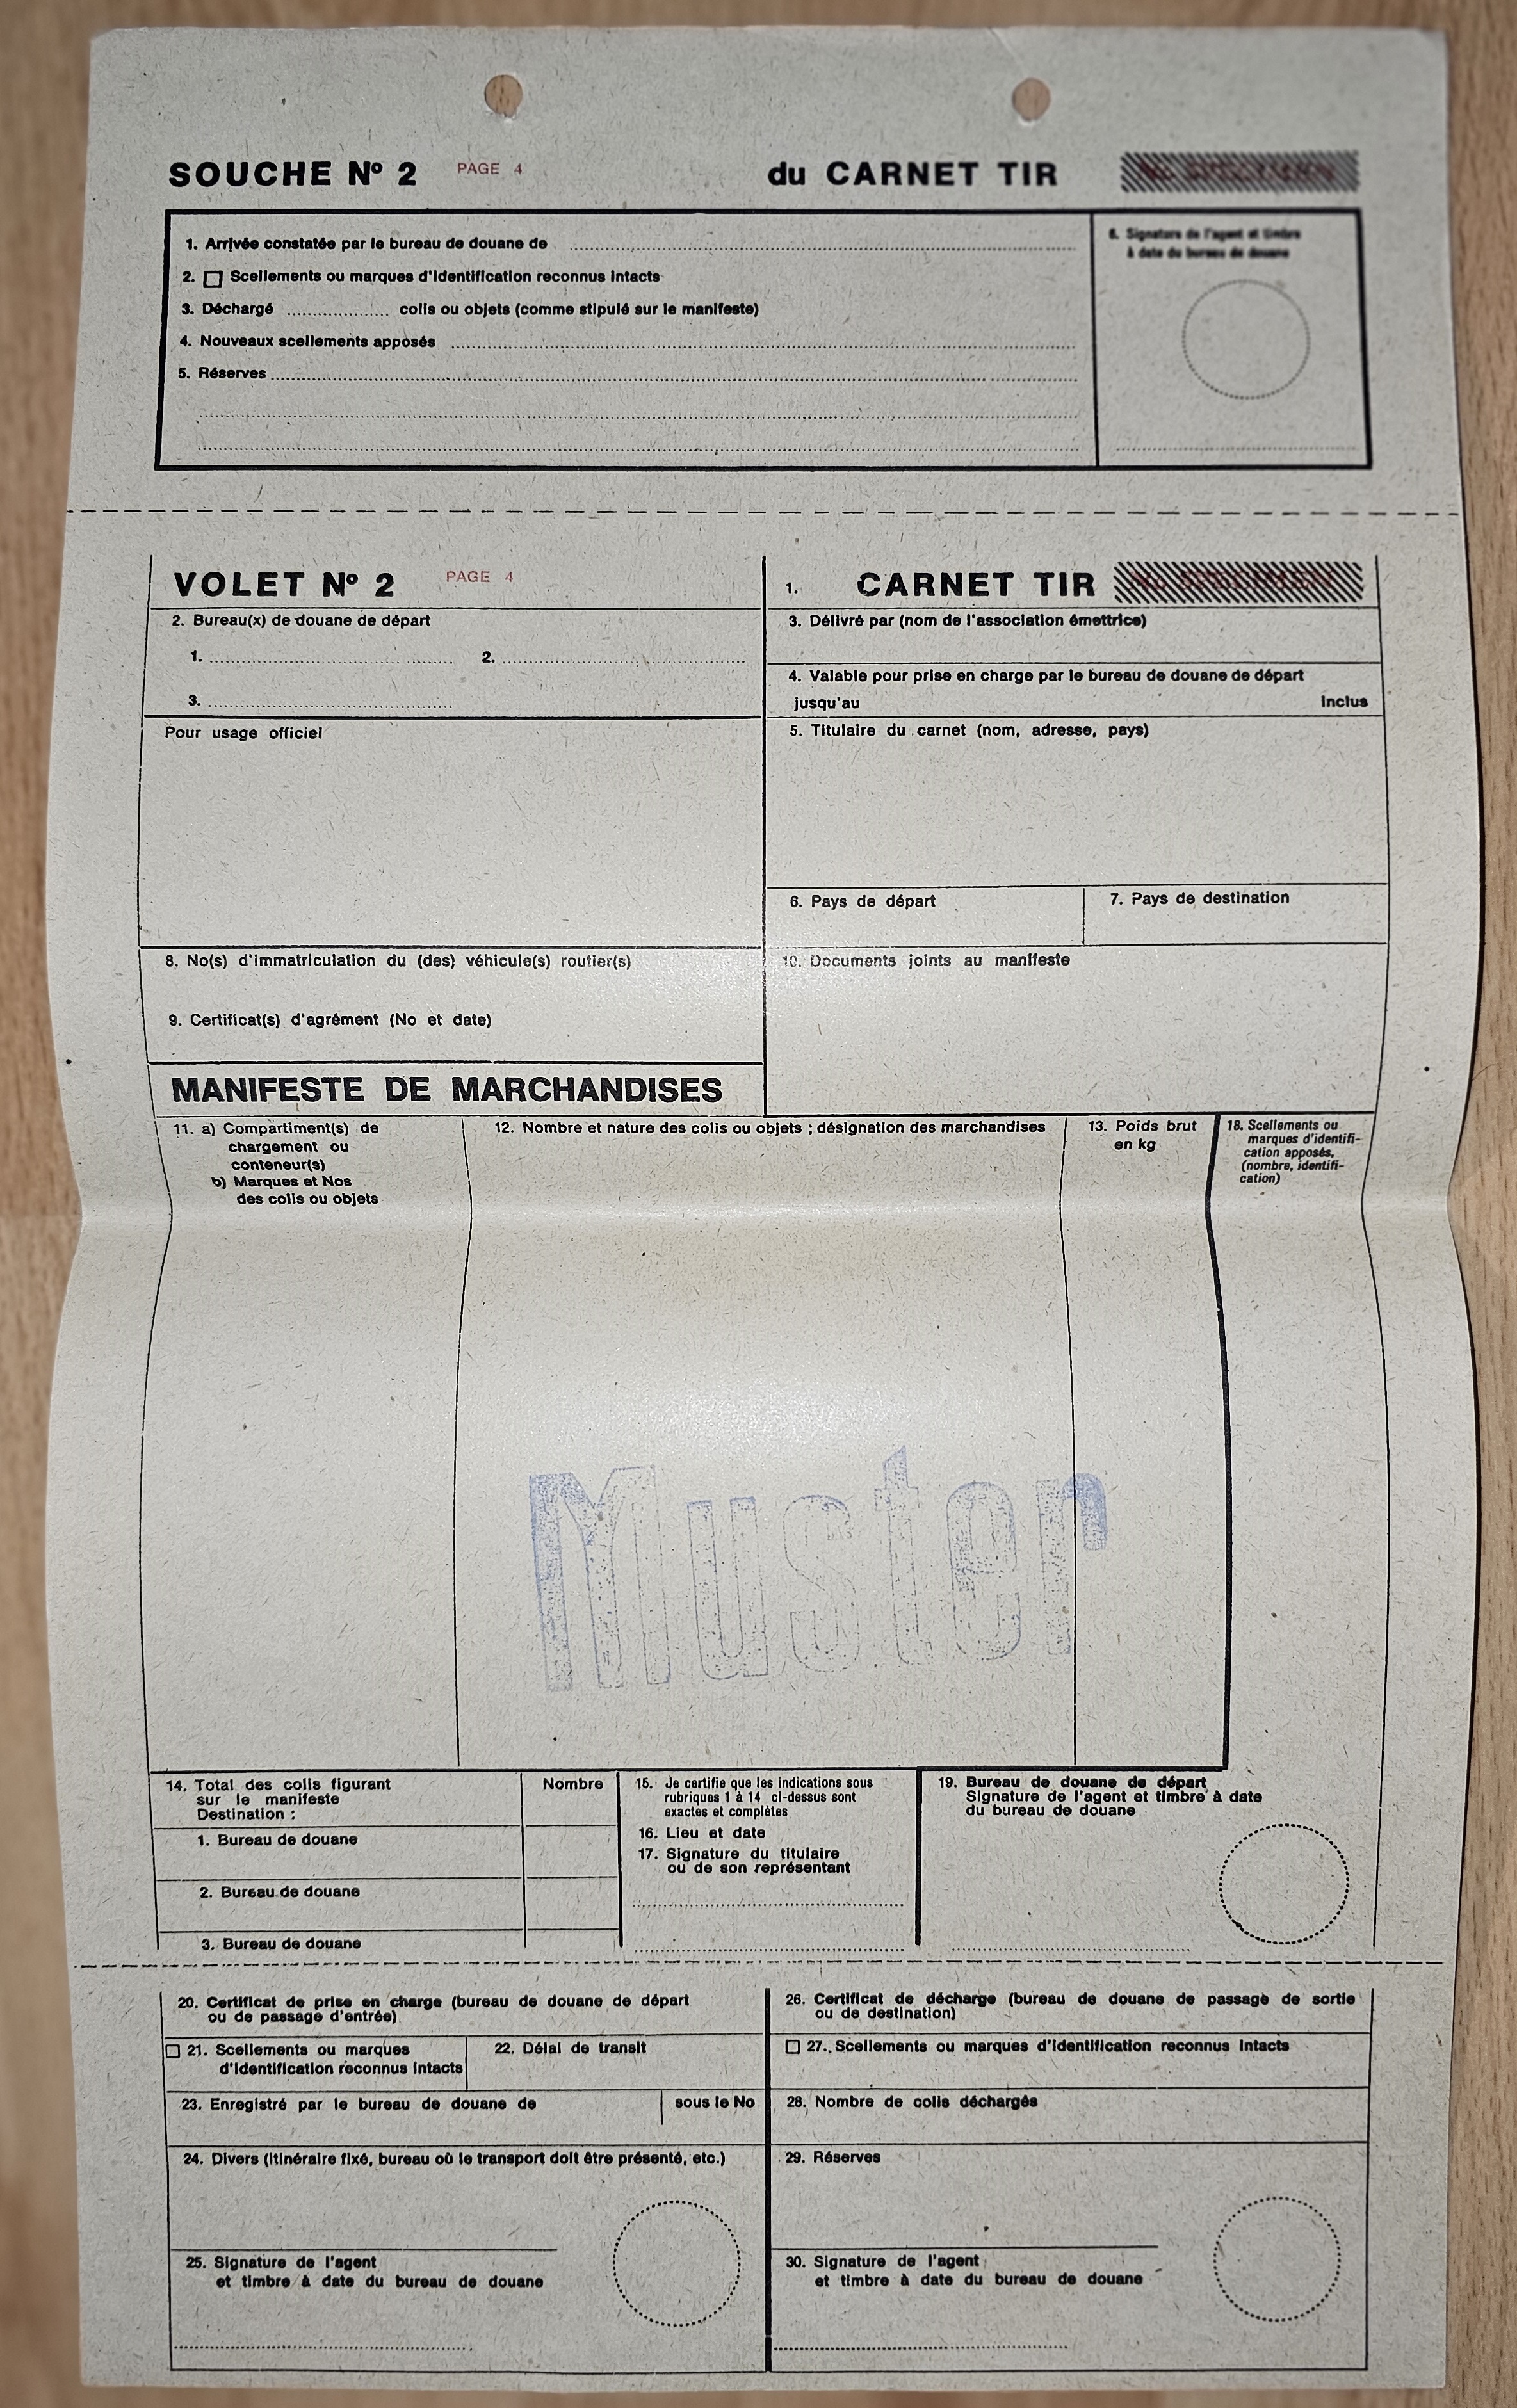 SOUCHE Nº 2 PAGE 4 du CARNET TIR
1. Arrivée constatée par le bureau de douane de
2. Scellements ou marques d'identification reconnus intacts
3. Déchargé colis ou objets (comme stipulé sur le manifeste)
4. Nouveaux scellements apposés
5. Réserves
6. Signature de l'agent et timbre
à date du bureau de douane
VOLET Nº 2 PAGE 4
2. Bureau(x) de douane de départ
1. 2.
3.
Pour usage officiel
1. CARNET TIR
3. Délivré par (nom de l'association émettrice)
4. Valable pour prise en charge par le bureau de douane de départ
jusqu'au inclus
5. Titulaire du carnet (nom, adresse, pays)
6. Pays de départ
7. Pays de destination
8. No(s) d'immatriculation du (des) véhicule(s) routier(s)
9. Certificat(s) d'agrément (No et date)
10. Documents joints au manifeste
MANIFESTE DE MARCHANDISES
11. a) Compartiment(s) de
chargement ou
conteneur(s)
b) Marques et Nos
des colis ou objets
12. Nombre et nature des colis ou objets ; désignation des marchandises
13. Poids brut
en kg
18. Scellements ou
marques d'identifi-
cation apposés,
(nombre, identifi-
cation)
Muster
14. Total des colis figurant
sur le manifeste
Destination :
Nombre
1. Bureau de douane
2. Bureau de douane
3. Bureau de douane
15. Je certifie que les indications sous
rubriques 1 à 14 ci-dessus sont
exactes et complètes
16. Lieu et date
17. Signature du titulaire
ou de son représentant
19. Bureau de douane de départ
Signature de l'agent et timbre à date
du bureau de douane
20. Certificat de prise en charge (bureau de douane de départ
ou de passage d'entrée)
21. Scellements ou marques
d'identification reconnus intacts
22. Délai de transit
23. Enregistré par le bureau de douane de
sous le No
24. Divers (itinéraire fixé, bureau où le transport doit être présenté, etc.)
25. Signature de l'agent
et timbre à date du bureau de douane
26. Certificat de décharge (bureau de douane de passage de sortie
ou de destination)
27. Scellements ou marques d'identification reconnus intacts
28. Nombre de colis déchargés
29. Réserves
30. Signature de l'agent
et timbre à date du bureau de douane